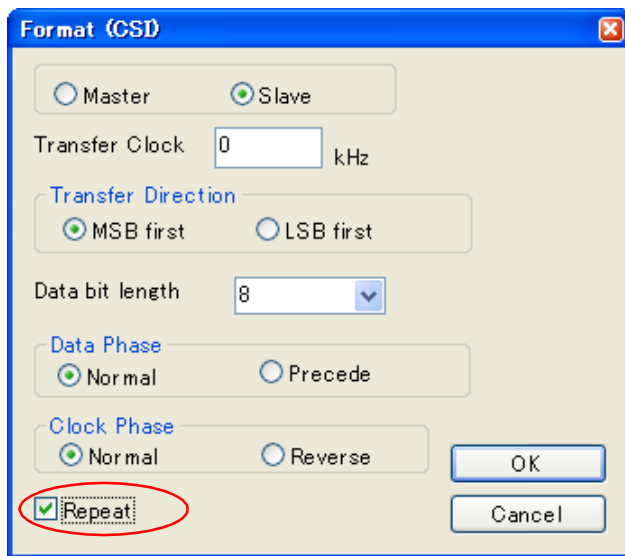 Format (CSI)
Master Slave
Transfer Clock 0 kHz
Transfer Direction
MSB first LSB first
Data bit length 8
Data Phase
Normal Precede
Clock Phase
Normal Reverse
OK
Repeat
Cancel